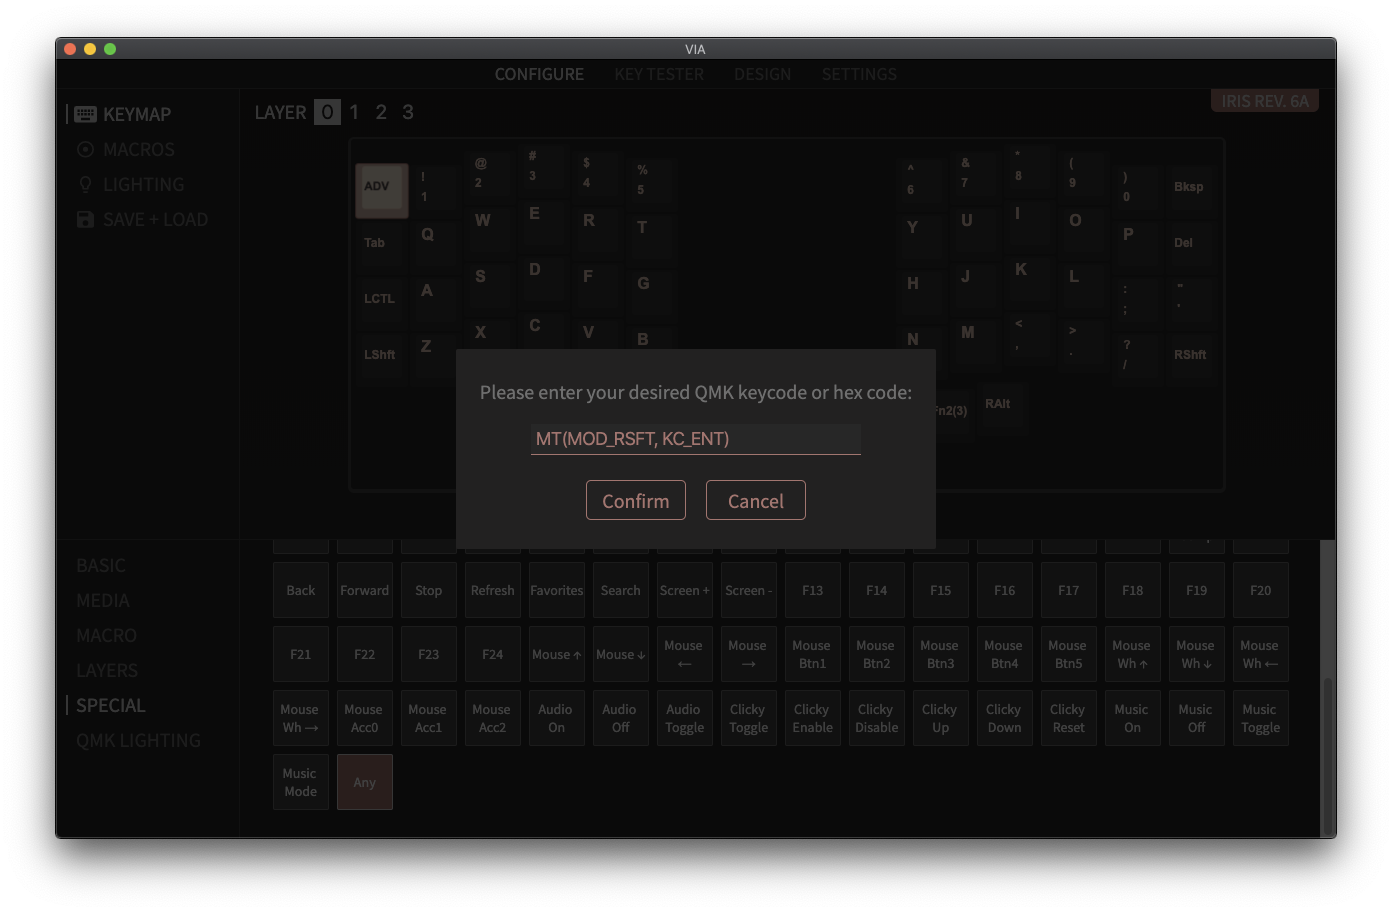 VIA
CONFIGURE KEY TESTER DESIGN SETTINGS
KEYMAP
MACROS
LIGHTING
SAVE + LOAD
LAYER 0 1 2 3
IRIS REV. 6A
ADV ! 1 @ 2 # 3 $ 4 % 5 ^ 6 & 7 * 8 ( 9 ) 0 Bksp
Tab Q W E R T Y U I O P Del
LCTL A S D F G H J K L : ; " '
LShft Z X C V B N M < , > . ? / RShft
Fn2(3) RAlt
Please enter your desired QMK keycode or hex code:
MT(MOD_RSFT, KC_ENT)
Confirm Cancel
BASIC
MEDIA
MACRO
LAYERS
SPECIAL
QMK LIGHTING
Back Forward Stop Refresh Favorites Search Screen + Screen - F13 F14 F15 F16 F17 F18 F19 F20
F21 F22 F23 F24 Mouse ↑ Mouse ↓ Mouse ← Mouse → Mouse Btn1 Mouse Btn2 Mouse Btn3 Mouse Btn4 Mouse Btn5 Mouse Wh ↑ Mouse Wh ↓ Mouse Wh ←
Mouse Wh → Mouse Acc0 Mouse Acc1 Mouse Acc2 Audio On Audio Off Audio Toggle Clicky Toggle Clicky Enable Clicky Disable Clicky Up Clicky Down Clicky Reset Music On Music Off Music Toggle
Music Mode Any